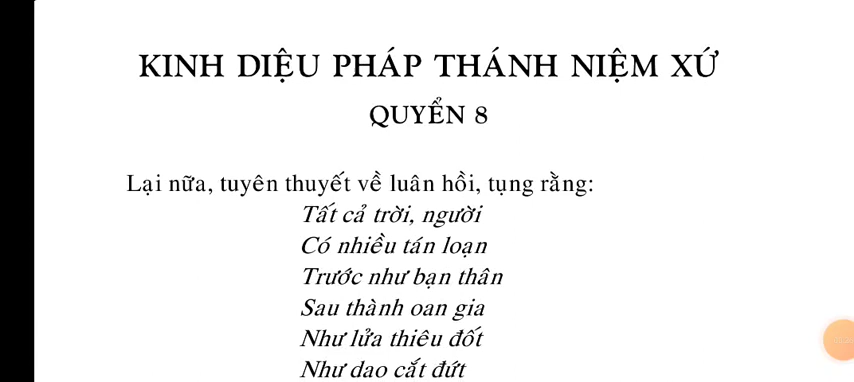 KINH DIỆU PHÁP THÁNH NIỆM XỨ
QUYỂN 8
Lại nữa, tuyên thuyết về luân hồi, tụng rằng:
Tất cả trời, người
Có nhiều tán loạn
Trước như bạn thân
Sau thành oan gia
Như lửa thiêu đốt
Như dao cắt đứt